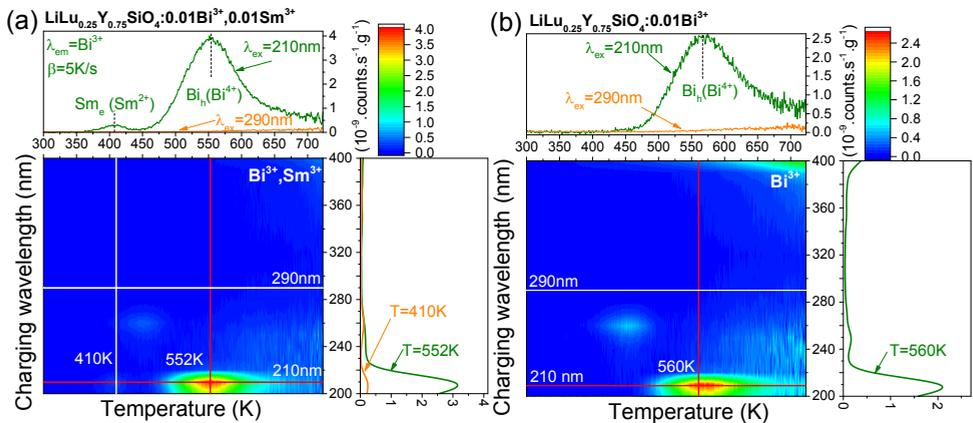 (a) LiLu0.25Y0.75SiO4:0.01Bi3+,0.01Sm3+
λem=Bi3+
β=5K/s
λex=210nm
Sme (Sm2+)
Bih(Bi4+)
λex=290nm
0 1 2 3 4
300 350 400 450 500 550 600 650 700
(10-9.counts.s-1.g-1)
4.0
3.5
3.0
2.5
2.0
1.5
1.0
0.5
0.0
Charging wavelength (nm)
Bi3+,Sm3+
290nm
410K
552K
210nm
400
360
320
280
240
200
Temperature (K)
T=410K
T=552K
0 1 2 3 4
(b) LiLu0.25Y0.75SiO4:0.01Bi3+
λex=210nm
Bih(Bi4+)
λex=290nm
2.5
2.0
1.5
1.0
0.5
0.0
300 350 400 450 500 550 600 650 700
(10-9.counts.s-1.g-1)
2.4
1.8
1.2
0.6
0.0
Charging wavelength (nm)
Bi3+
290nm
560K
210 nm
400
360
320
280
240
200
Temperature (K)
T=560K
0 1 2